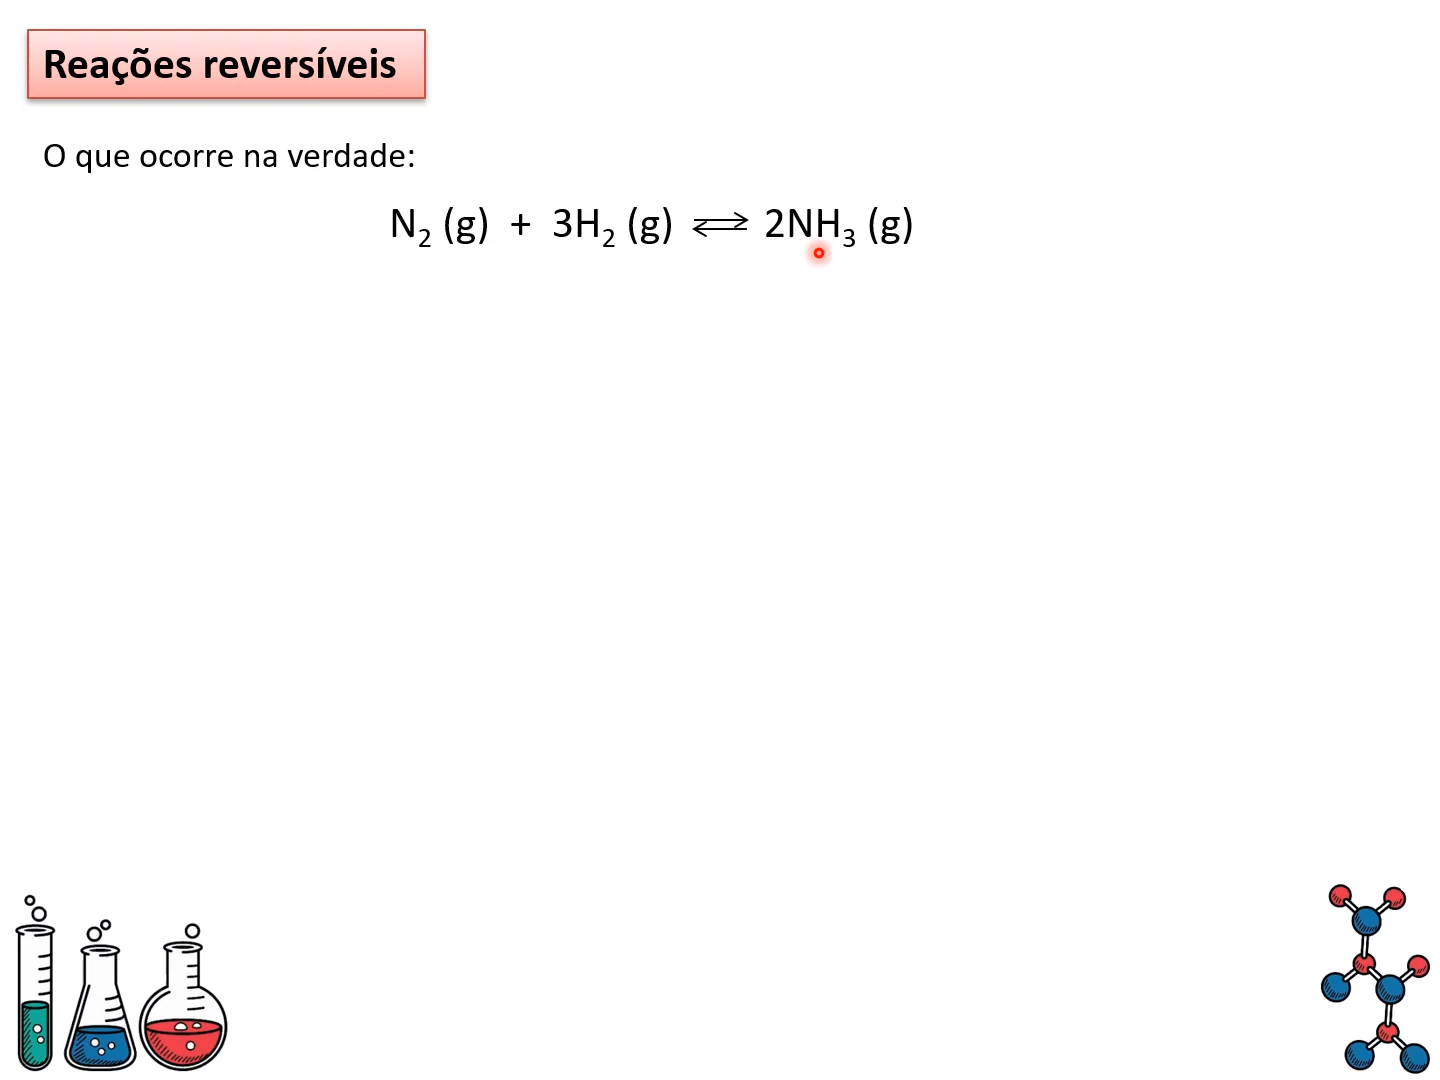 Reações reversíveis
O que ocorre na verdade:
N₂ (g) + 3H₂ (g) ⇌ 2NH₃ (g)